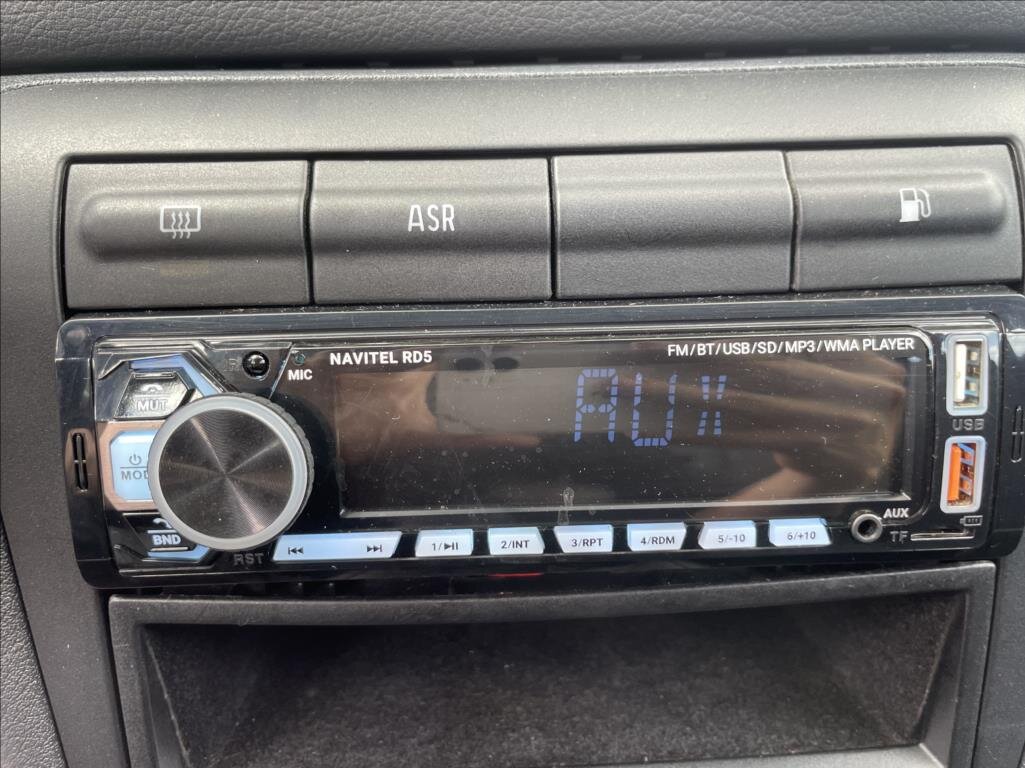 ASR
NAVITEL RD5
FM/BT/USB/SD/MP3/WMA PLAYER
MIC
MUT
AUX
USB
MOD
BND
RST
1/▶II
2/INT
3/RPT
4/RDM
5/-10
6/+10
AUX
TF